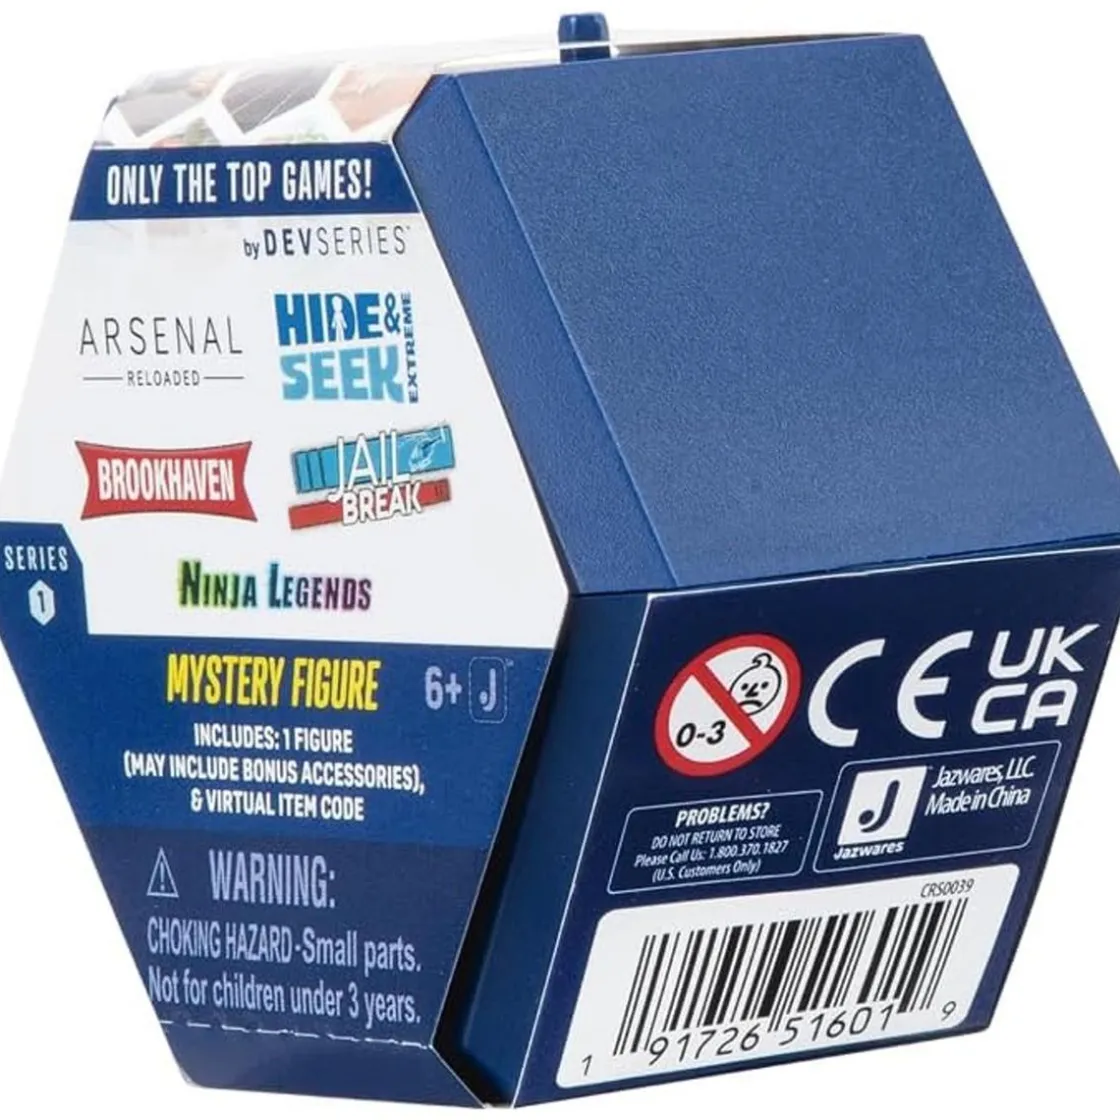 ONLY THE TOP GAMES!
by DEVSERIES
ARSENAL
RELOADED
HIDE&
SEEK
EXTREME
BROOKHAVEN
JAIL
BREAK
SERIES
1
NINJA LEGENDS
MYSTERY FIGURE
6+ J
INCLUDES: 1 FIGURE
(MAY INCLUDE BONUS ACCESSORIES),
& VIRTUAL ITEM CODE
WARNING:
CHOKING HAZARD-Small parts.
Not for children under 3 years.
0-3
CE
UK
CA
PROBLEMS?
DO NOT RETURN TO STORE
Please Call Us: 1.800.370.1827
(U.S. Customers Only)
J
Jazwares
Jazwares, LLC
Made in China
CRS0039
1 91726 51601 9